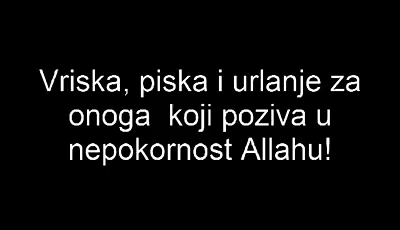 Vriska, piska i urlanje za
onoga koji poziva u
nepokornost Allahu!